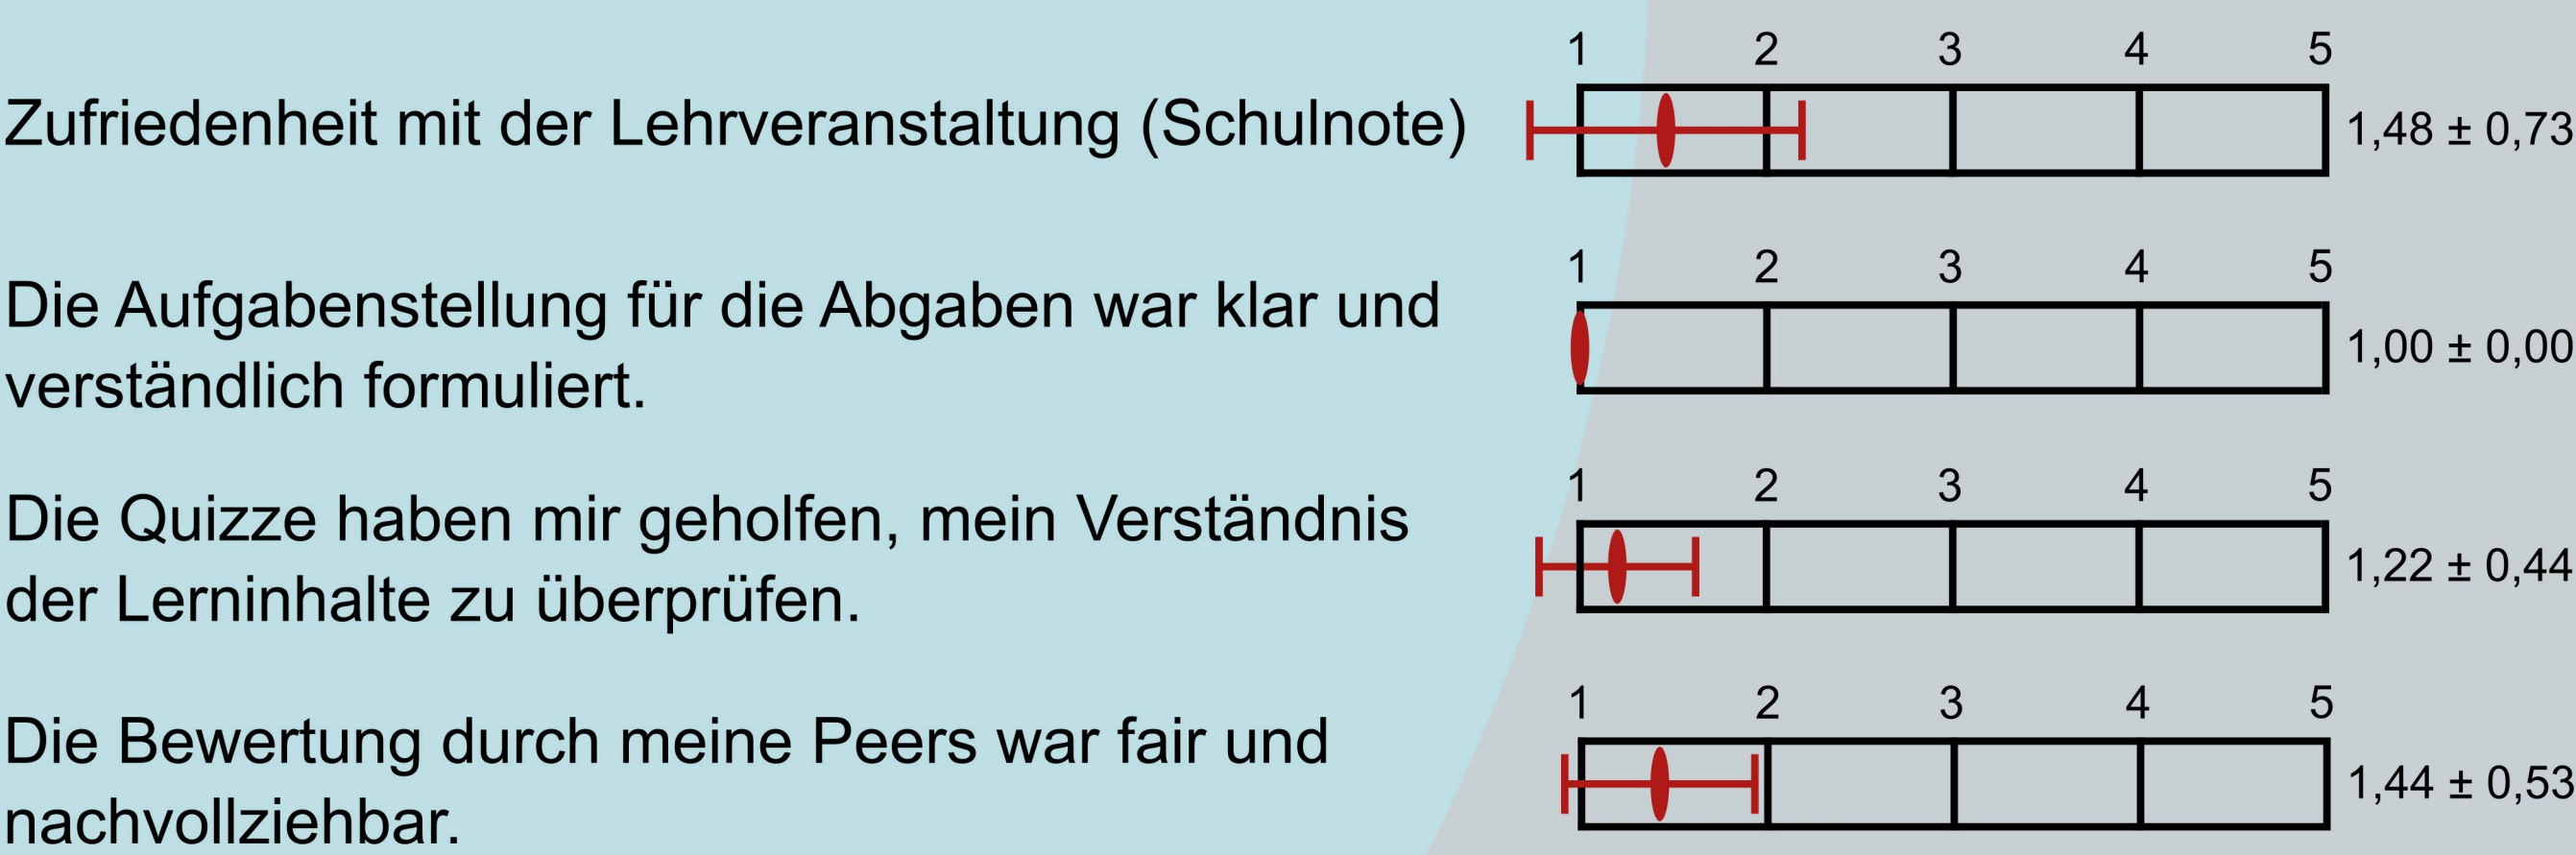 1 2 3 4 5
Zufriedenheit mit der Lehrveranstaltung (Schulnote) 1,48 ± 0,73
1 2 3 4 5
Die Aufgabenstellung für die Abgaben war klar und
verständlich formuliert.
1,00 ± 0,00
1 2 3 4 5
Die Quizze haben mir geholfen, mein Verständnis
der Lerninhalte zu überprüfen.
1,22 ± 0,44
1 2 3 4 5
Die Bewertung durch meine Peers war fair und
nachvollziehbar.
1,44 ± 0,53